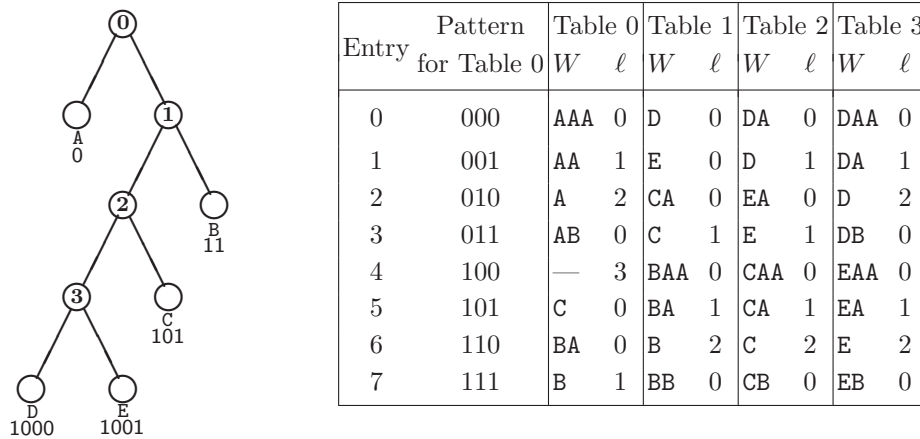 0
1
A
0
2
B
11
3
C
101
D
1000
E
1001
Entry Pattern for Table 0 Table 0 Table 1 Table 2 Table 3
W ℓ W ℓ W ℓ W ℓ
0 000 AAA 0 D 0 DA 0 DAA 0
1 001 AA 1 E 0 D 1 DA 1
2 010 A 2 CA 0 EA 0 D 2
3 011 AB 0 C 1 E 1 DB 0
4 100 — 3 BAA 0 CAA 0 EAA 0
5 101 C 0 BA 1 CA 1 EA 1
6 110 BA 0 B 2 C 2 E 2
7 111 B 1 BB 0 CB 0 EB 0